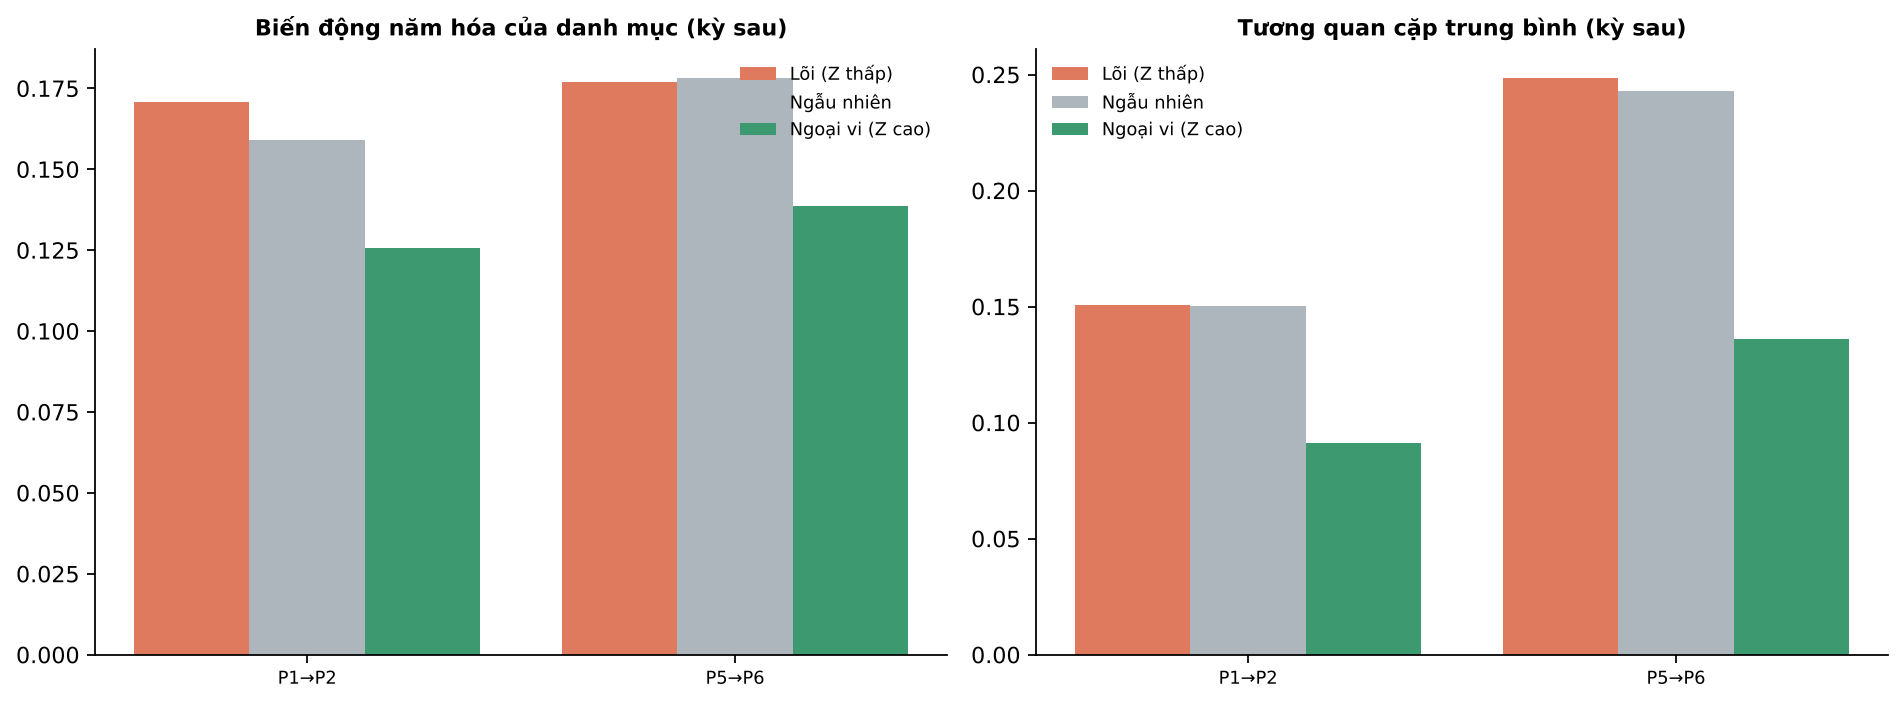 Biến động năm hóa của danh mục (kỳ sau)
0.175
0.150
0.125
0.100
0.075
0.050
0.025
0.000
Lõi (Z thấp)
Ngẫu nhiên
Ngoại vi (Z cao)
P1→P2
P5→P6
Tương quan cặp trung bình (kỳ sau)
0.25
0.20
0.15
0.10
0.05
0.00
Lõi (Z thấp)
Ngẫu nhiên
Ngoại vi (Z cao)
P1→P2
P5→P6